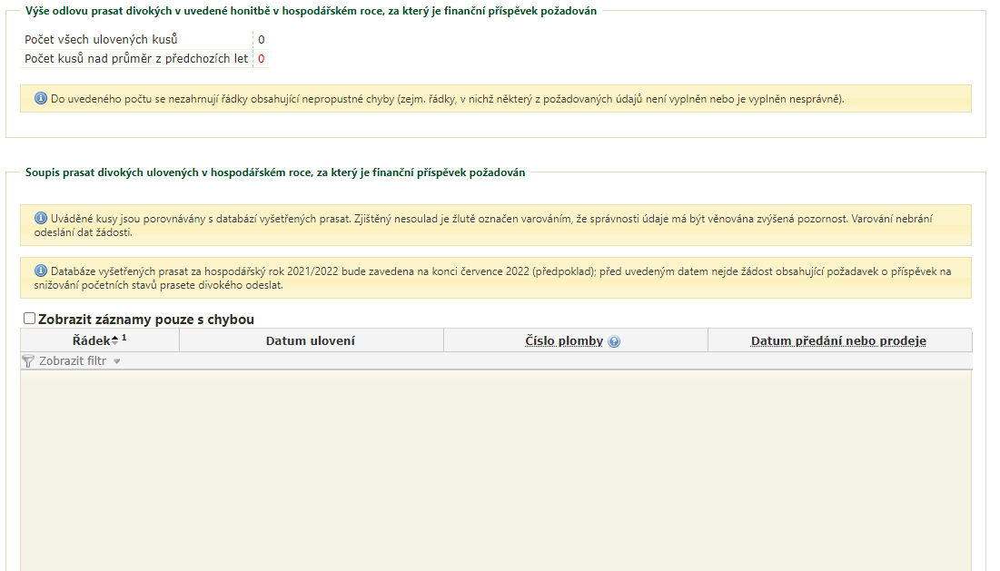 Výše odlovu prasat divokých v uvedené honitbě v hospodářském roce, za který je finanční příspěvek požadován
Počet všech ulovených kusů 0
Počet kusů nad průměr z předchozích let 0
Do uvedeného počtu se nezahrnují řádky obsahující nepropustné chyby (zejm. řádky, v nichž některý z požadovaných údajů není vyplněn nebo je vyplněn nesprávně).
Soupis prasat divokých ulovených v hospodářském roce, za který je finanční příspěvek požadován
Uváděné kusy jsou porovnávány s databází vyšetřených prasat. Zjištěný nesoulad je žlutě označen varováním, že správnosti údaje má být věnována zvýšená pozornost. Varování nebrání
odeslání dat žádosti.
Databáze vyšetřených prasat za hospodářský rok 2021/2022 bude zavedena na konci července 2022 (předpoklad); před uvedeným datem nejde žádost obsahující požadavek o příspěvek na
snižování početních stavů prasete divokého odeslat.
Zobrazit záznamy pouze s chybou
Řádek 1 Datum ulovení Číslo plomby Datum předání nebo prodeje
Zobrazit filtr